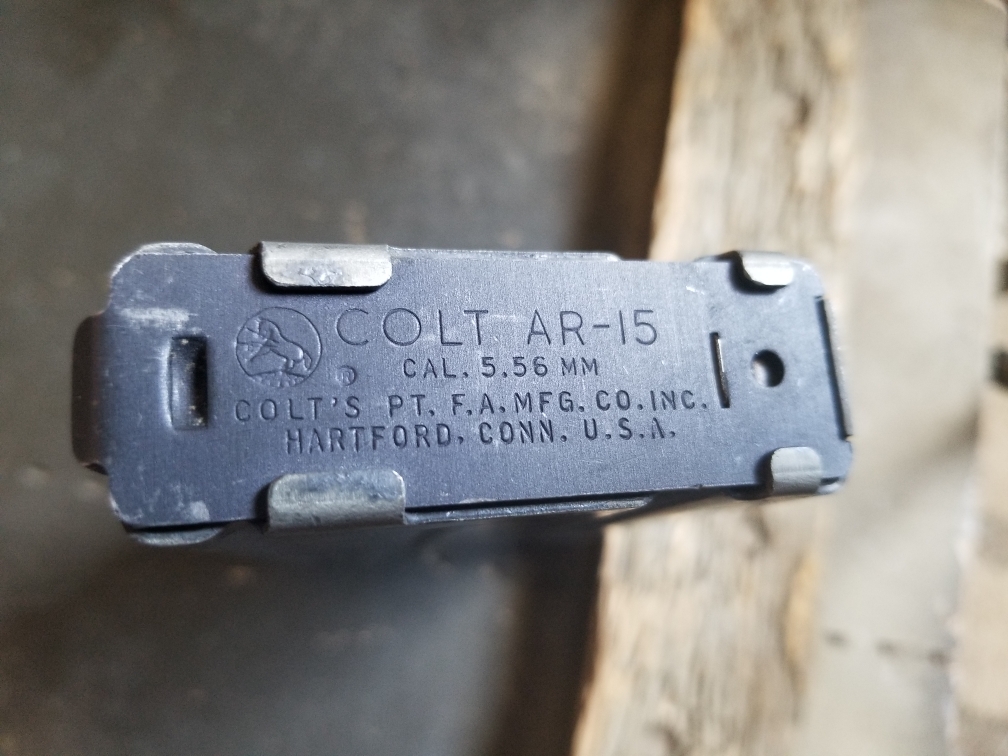 COLT AR-15
®
CAL. 5.56 MM
COLT'S PT. F.A. MFG. CO. INC.
HARTFORD. CONN. U.S.A.